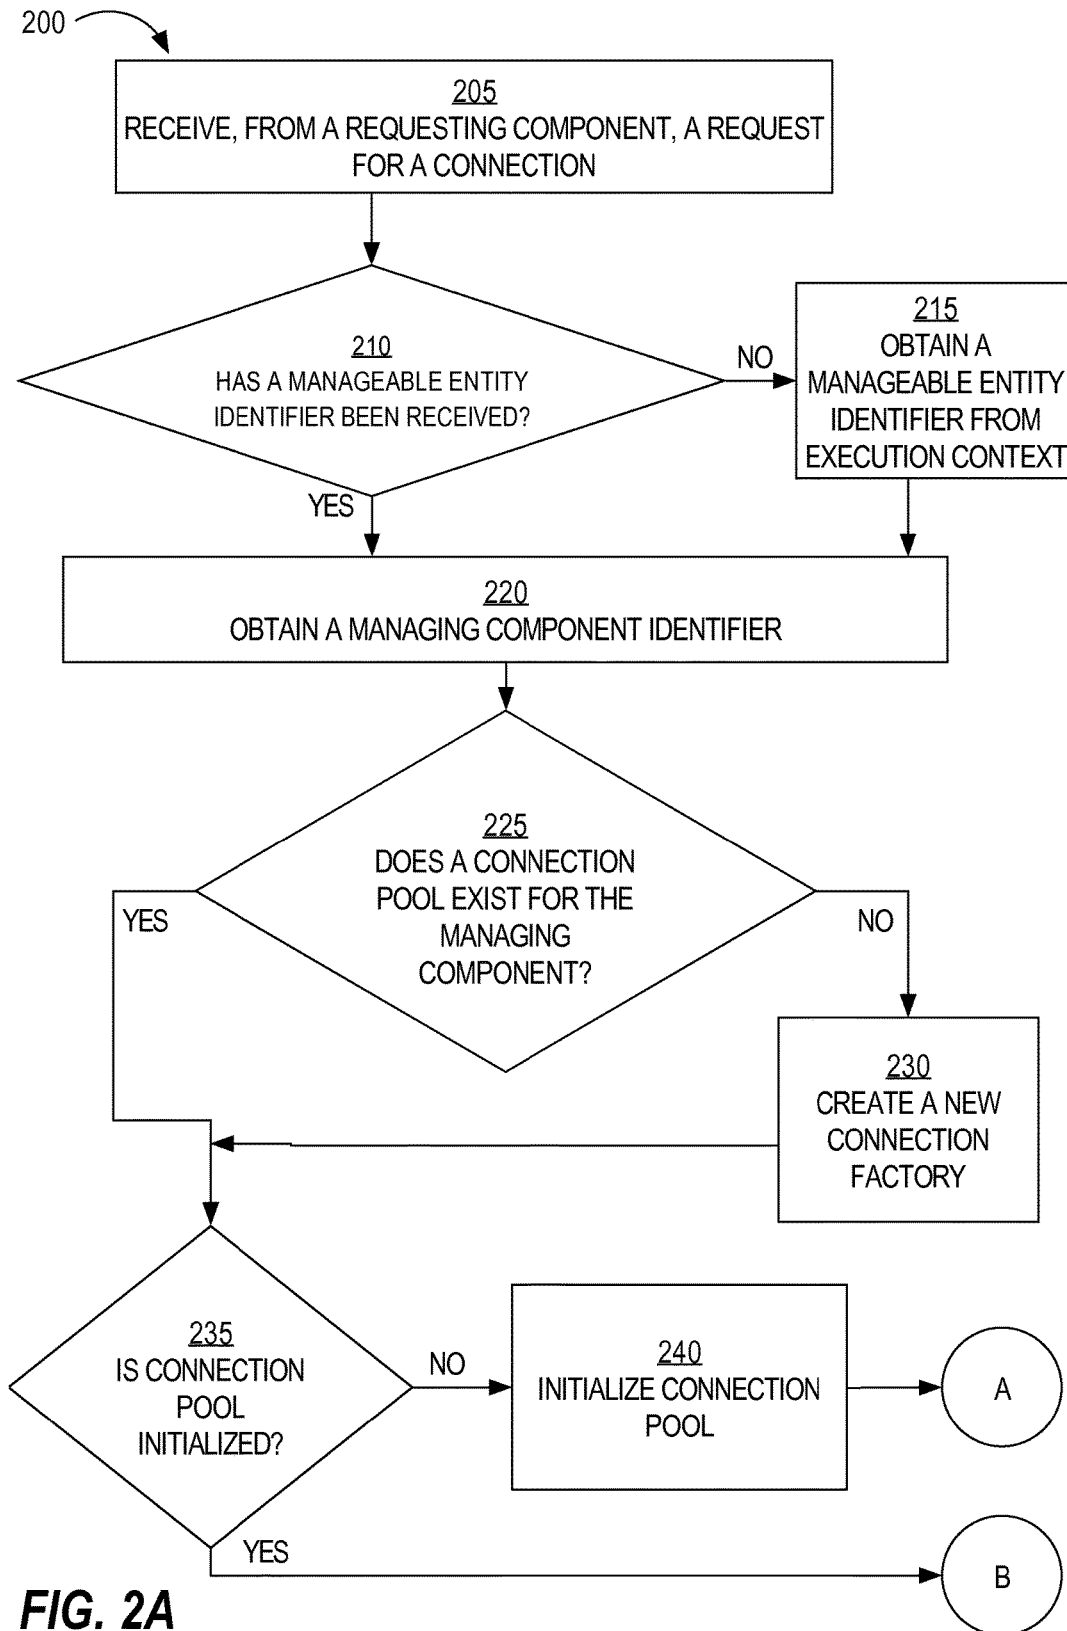 200
205
RECEIVE, FROM A REQUESTING COMPONENT, A REQUEST
FOR A CONNECTION
210
HAS A MANAGEABLE ENTITY
IDENTIFIER BEEN RECEIVED?
NO
215
OBTAIN A
MANAGEABLE ENTITY
IDENTIFIER FROM
EXECUTION CONTEXT
YES
220
OBTAIN A MANAGING COMPONENT IDENTIFIER
225
DOES A CONNECTION
POOL EXIST FOR THE
MANAGING
COMPONENT?
YES
NO
230
CREATE A NEW
CONNECTION
FACTORY
235
IS CONNECTION
POOL
INITIALIZED?
NO
240
INITIALIZE CONNECTION
POOL
A
YES
B
FIG. 2A